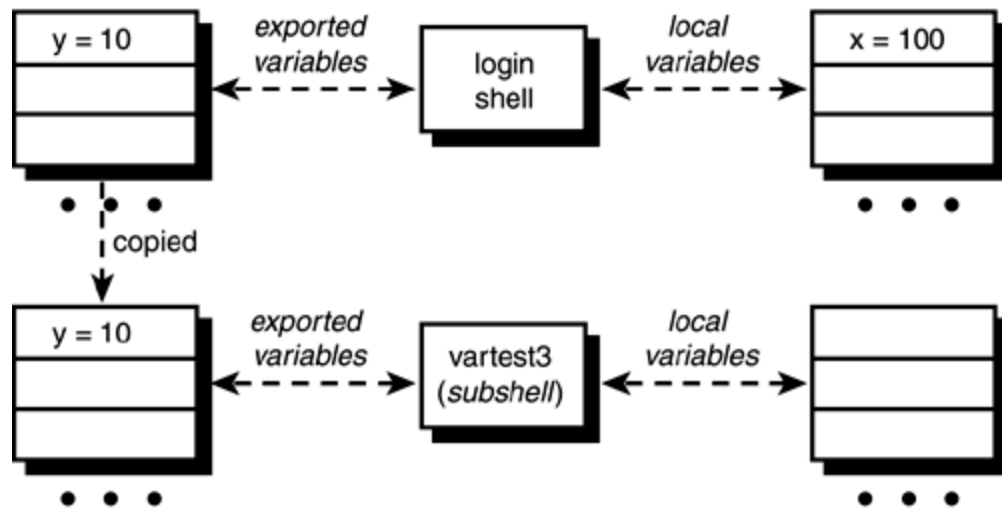 y = 10
exported
variables
login
shell
local
variables
x = 100
copied
y = 10
exported
variables
vartest3
(subshell)
local
variables